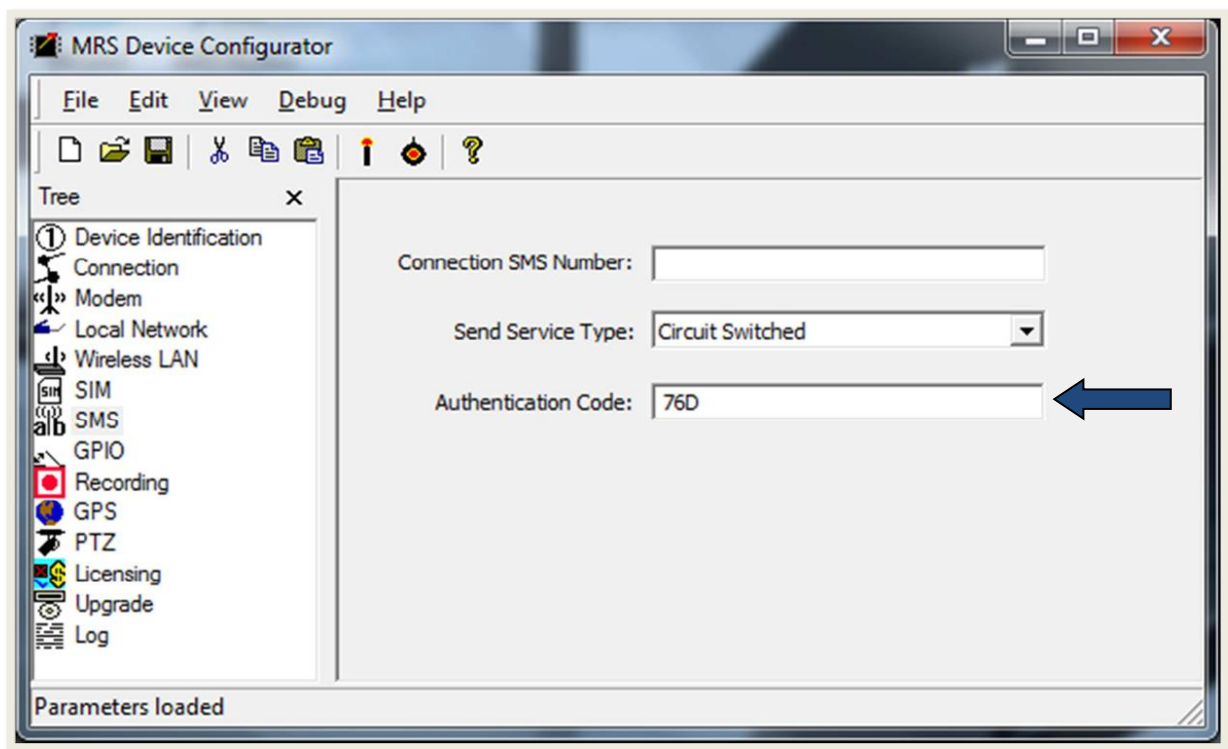 MRS Device Configurator
File Edit View Debug Help
Tree
Device Identification
Connection
Modem
Local Network
Wireless LAN
SIM
SMS
GPIO
Recording
GPS
PTZ
Licensing
Upgrade
Log
Connection SMS Number:
Send Service Type: Circuit Switched
Authentication Code: 76D
Parameters loaded